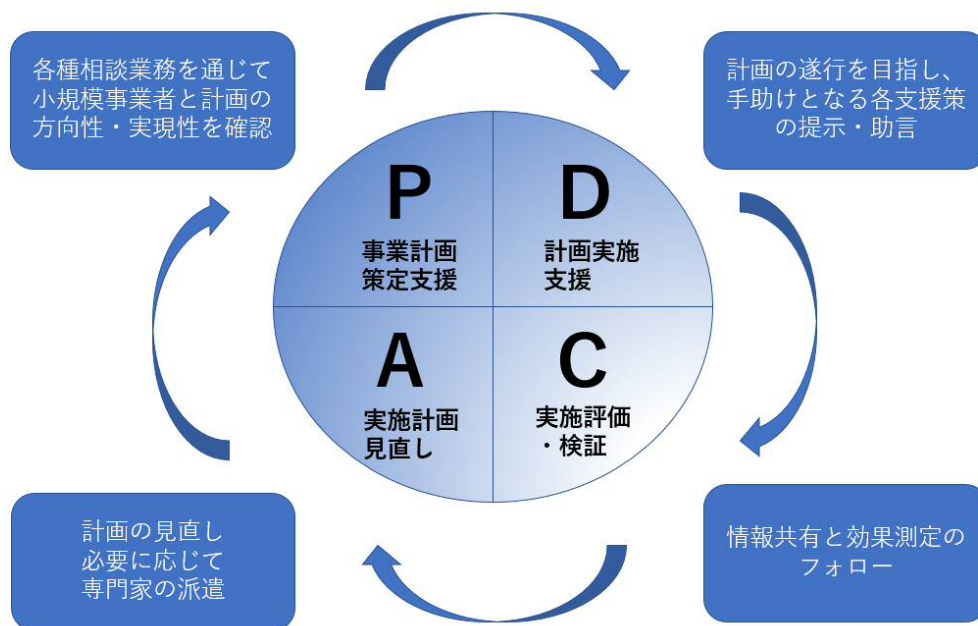 各種相談業務を通じて
小規模事業者と計画の
方向性・実現性を確認
計画の遂行を目指し、
手助けとなる各支援策
の提示・助言
P
事業計画
策定支援
D
計画実施
支援
A
実施計画
見直し
C
実施評価
・検証
計画の見直し
必要に応じて
専門家の派遣
情報共有と効果測定の
フォロー